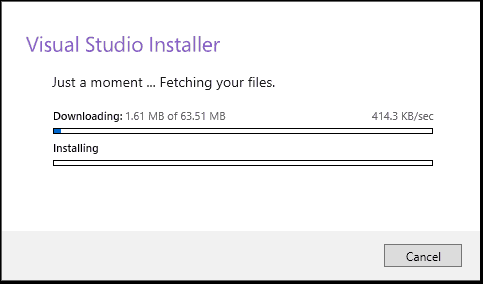 Visual Studio Installer
Just a moment ... Fetching your files.
Downloading: 1.61 MB of 63.51 MB 414.3 KB/sec
Installing
Cancel